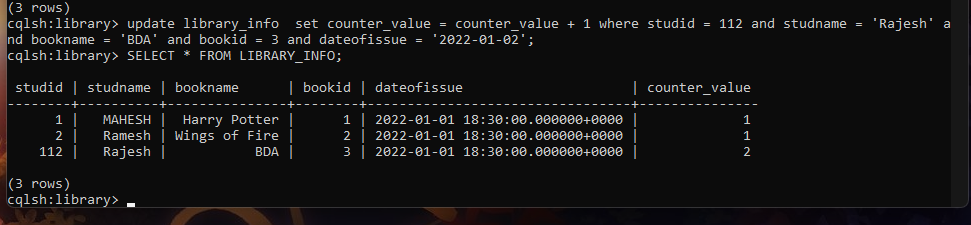 (3 rows)
cqlsh:library> update library_info  set counter_value = counter_value + 1 where studid = 112 and studname = 'Rajesh' a
nd bookname = 'BDA' and bookid = 3 and dateofissue = '2022-01-02';
cqlsh:library> SELECT * FROM LIBRARY_INFO;
 studid | studname | bookname      | bookid | dateofissue                     | counter_value
--------+----------+---------------+--------+---------------------------------+---------------
      1 |   MAHESH |  Harry Potter |      1 | 2022-01-01 18:30:00.000000+0000 |             1
      2 |   Ramesh | Wings of Fire |      2 | 2022-01-01 18:30:00.000000+0000 |             1
    112 |   Rajesh |           BDA |      3 | 2022-01-01 18:30:00.000000+0000 |             2
(3 rows)
cqlsh:library>